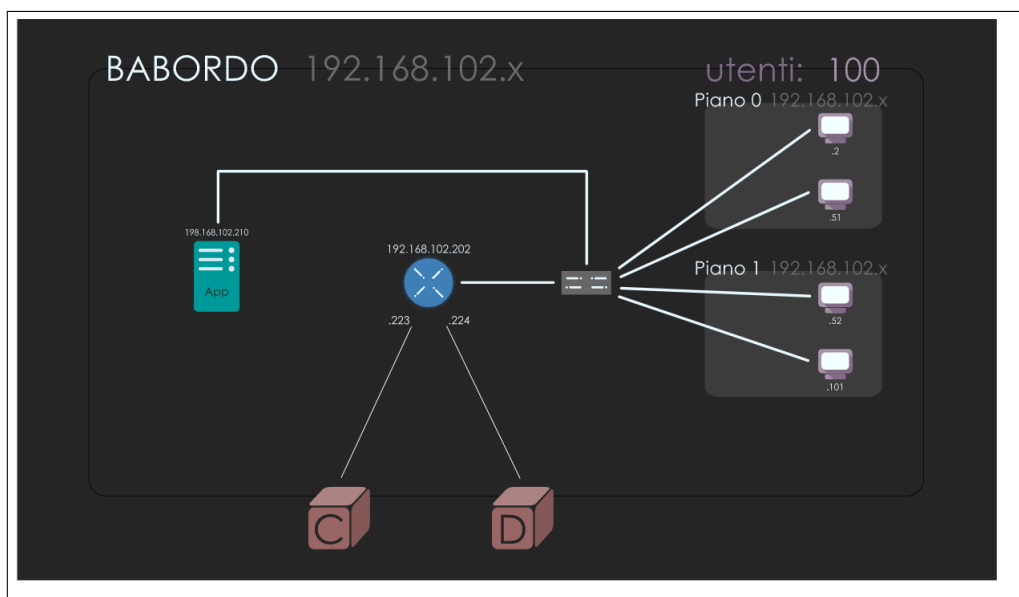 BABORDO 192.168.102.x
utenti: 100
Piano 0 192.168.102.x
.2
.51
198.168.102.210
App
192.168.102.202
.223
.224
Piano 1 192.168.102.x
.52
.101
C
D